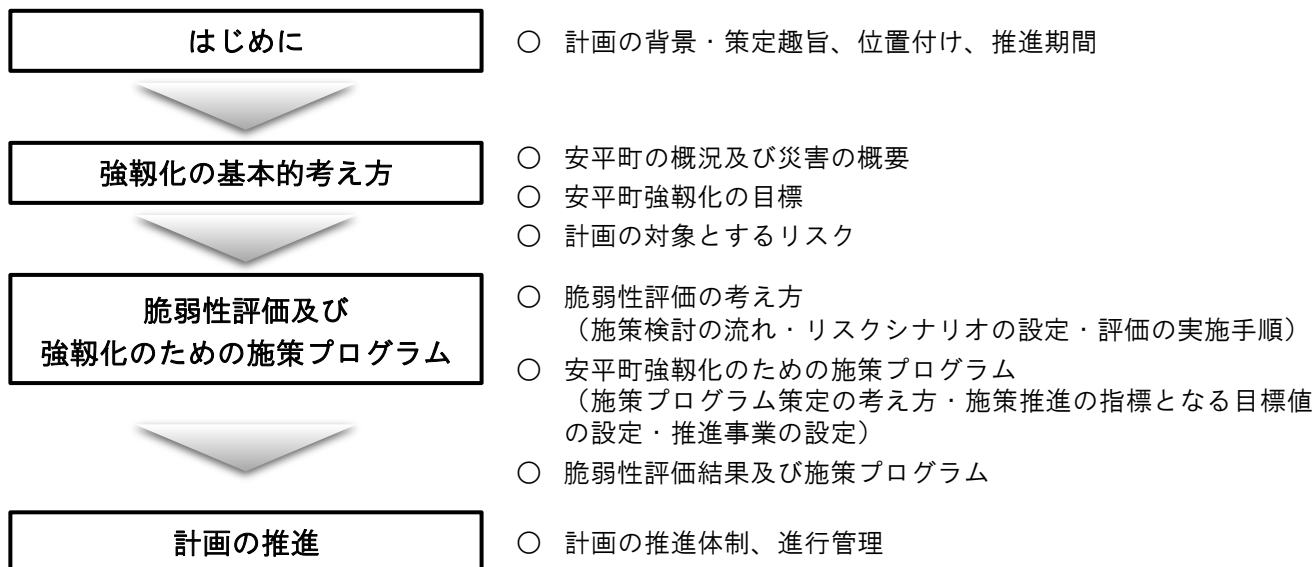 はじめに
○ 計画の背景・策定趣旨、位置付け、推進期間
強靱化の基本的考え方
○ 安平町の概況及び災害の概要
○ 安平町強靱化の目標
○ 計画の対象とするリスク
脆弱性評価及び
強靱化のための施策プログラム
○ 脆弱性評価の考え方
（施策検討の流れ・リスクシナリオの設定・評価の実施手順）
○ 安平町強靱化のための施策プログラム
（施策プログラム策定の考え方・施策推進の指標となる目標値
の設定・推進事業の設定）
○ 脆弱性評価結果及び施策プログラム
計画の推進
○ 計画の推進体制、進行管理